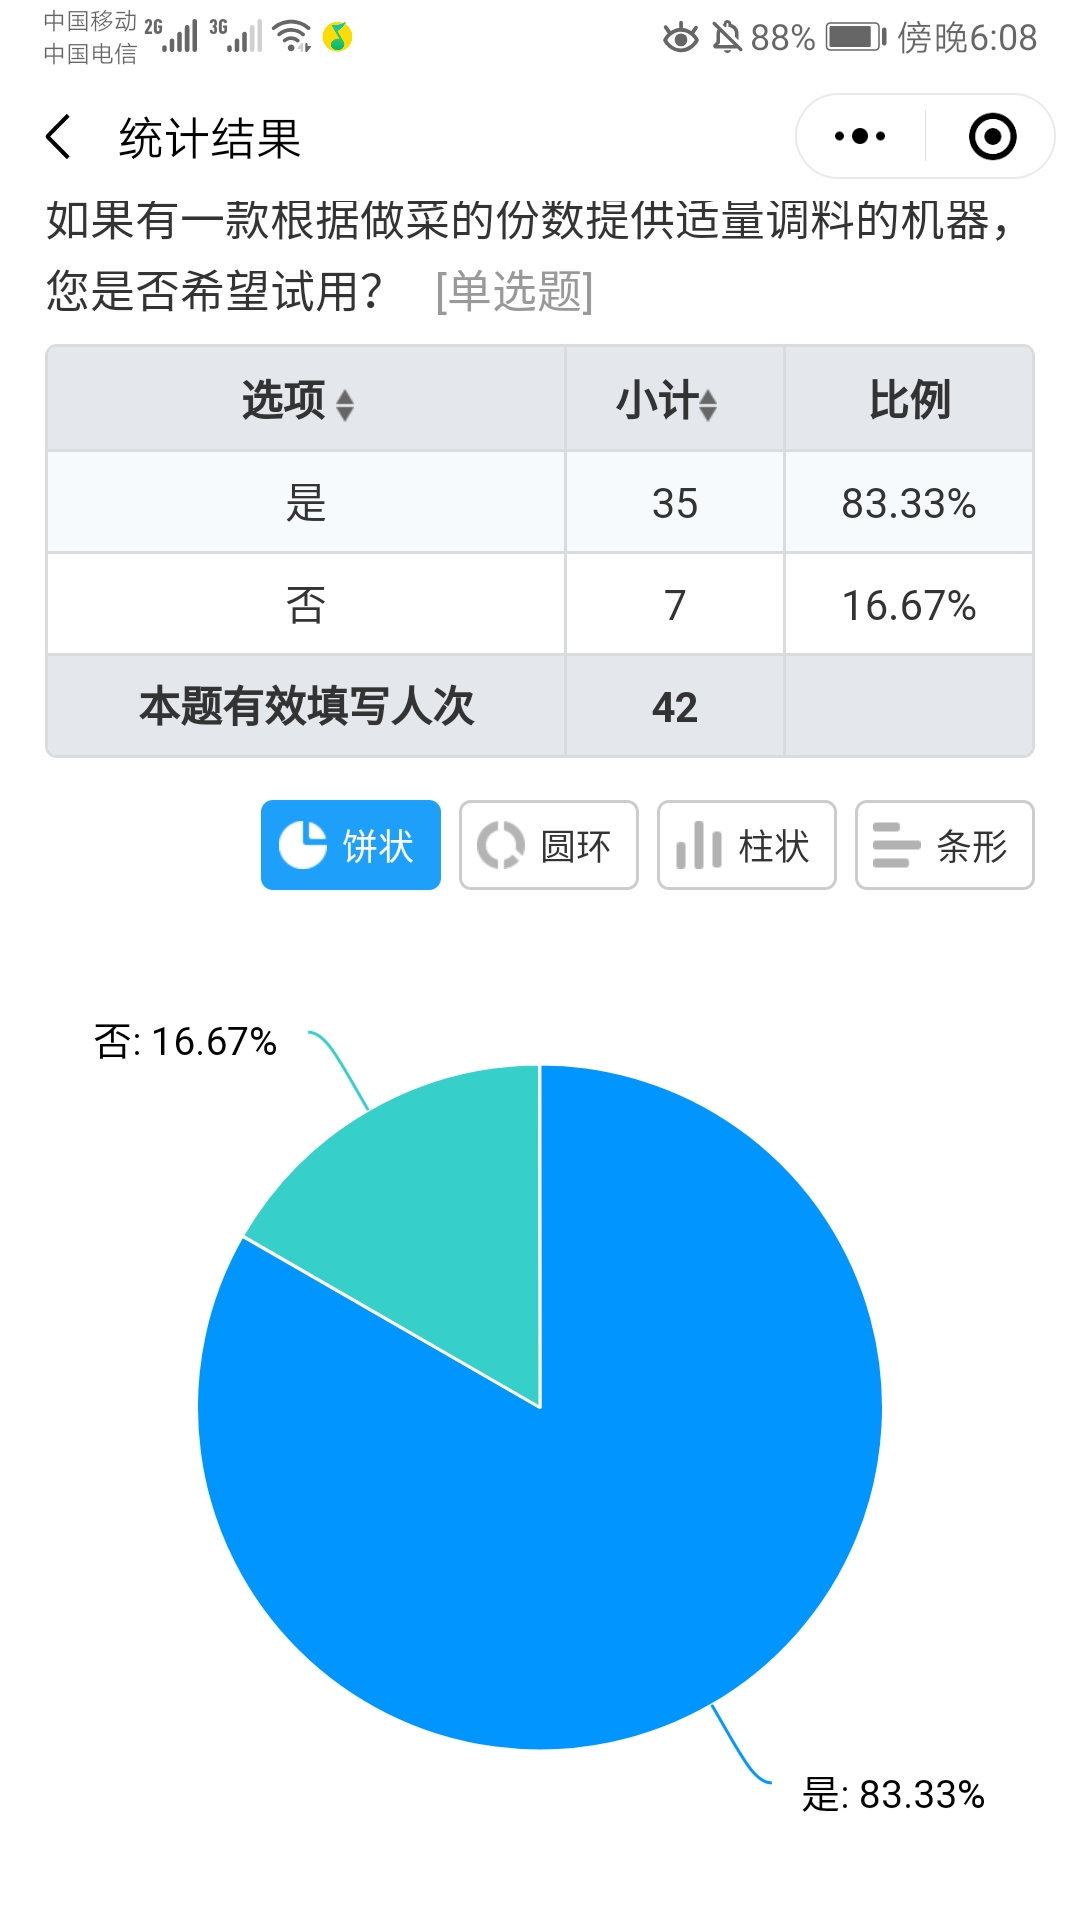 中国移动 2G 3G 88% 傍晚6:08
中国电信
统计结果
如果有一款根据做菜的份数提供适量调料的机器，
您是否希望试用？ [单选题]
选项 小计 比例
是 35 83.33%
否 7 16.67%
本题有效填写人次 42
饼状 圆环 柱状 条形
否: 16.67%
是: 83.33%